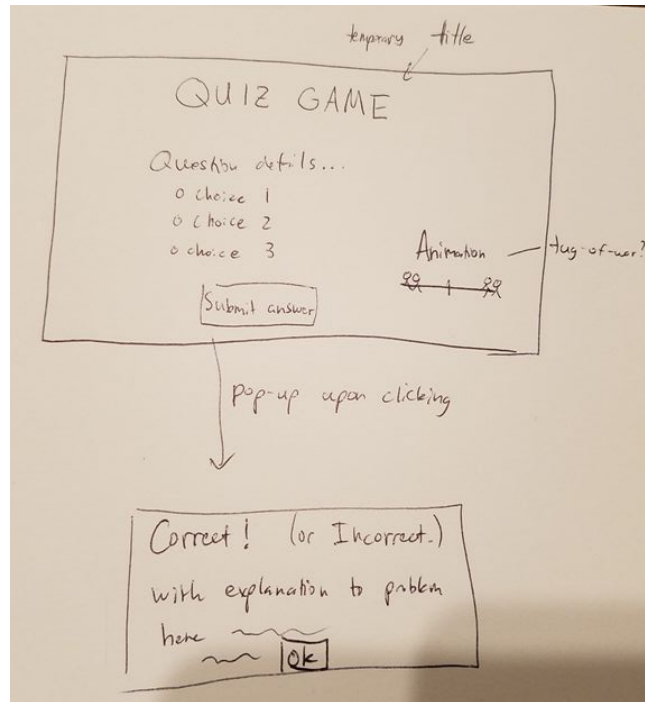 temporary title
QUIZ GAME
Question details...
o choice 1
o choice 2
o choice 3
Animation
tug-of-war?
Submit answer
pop-up upon clicking
Correct! (or Incorrect.)
with explanation to problem
here
Ok